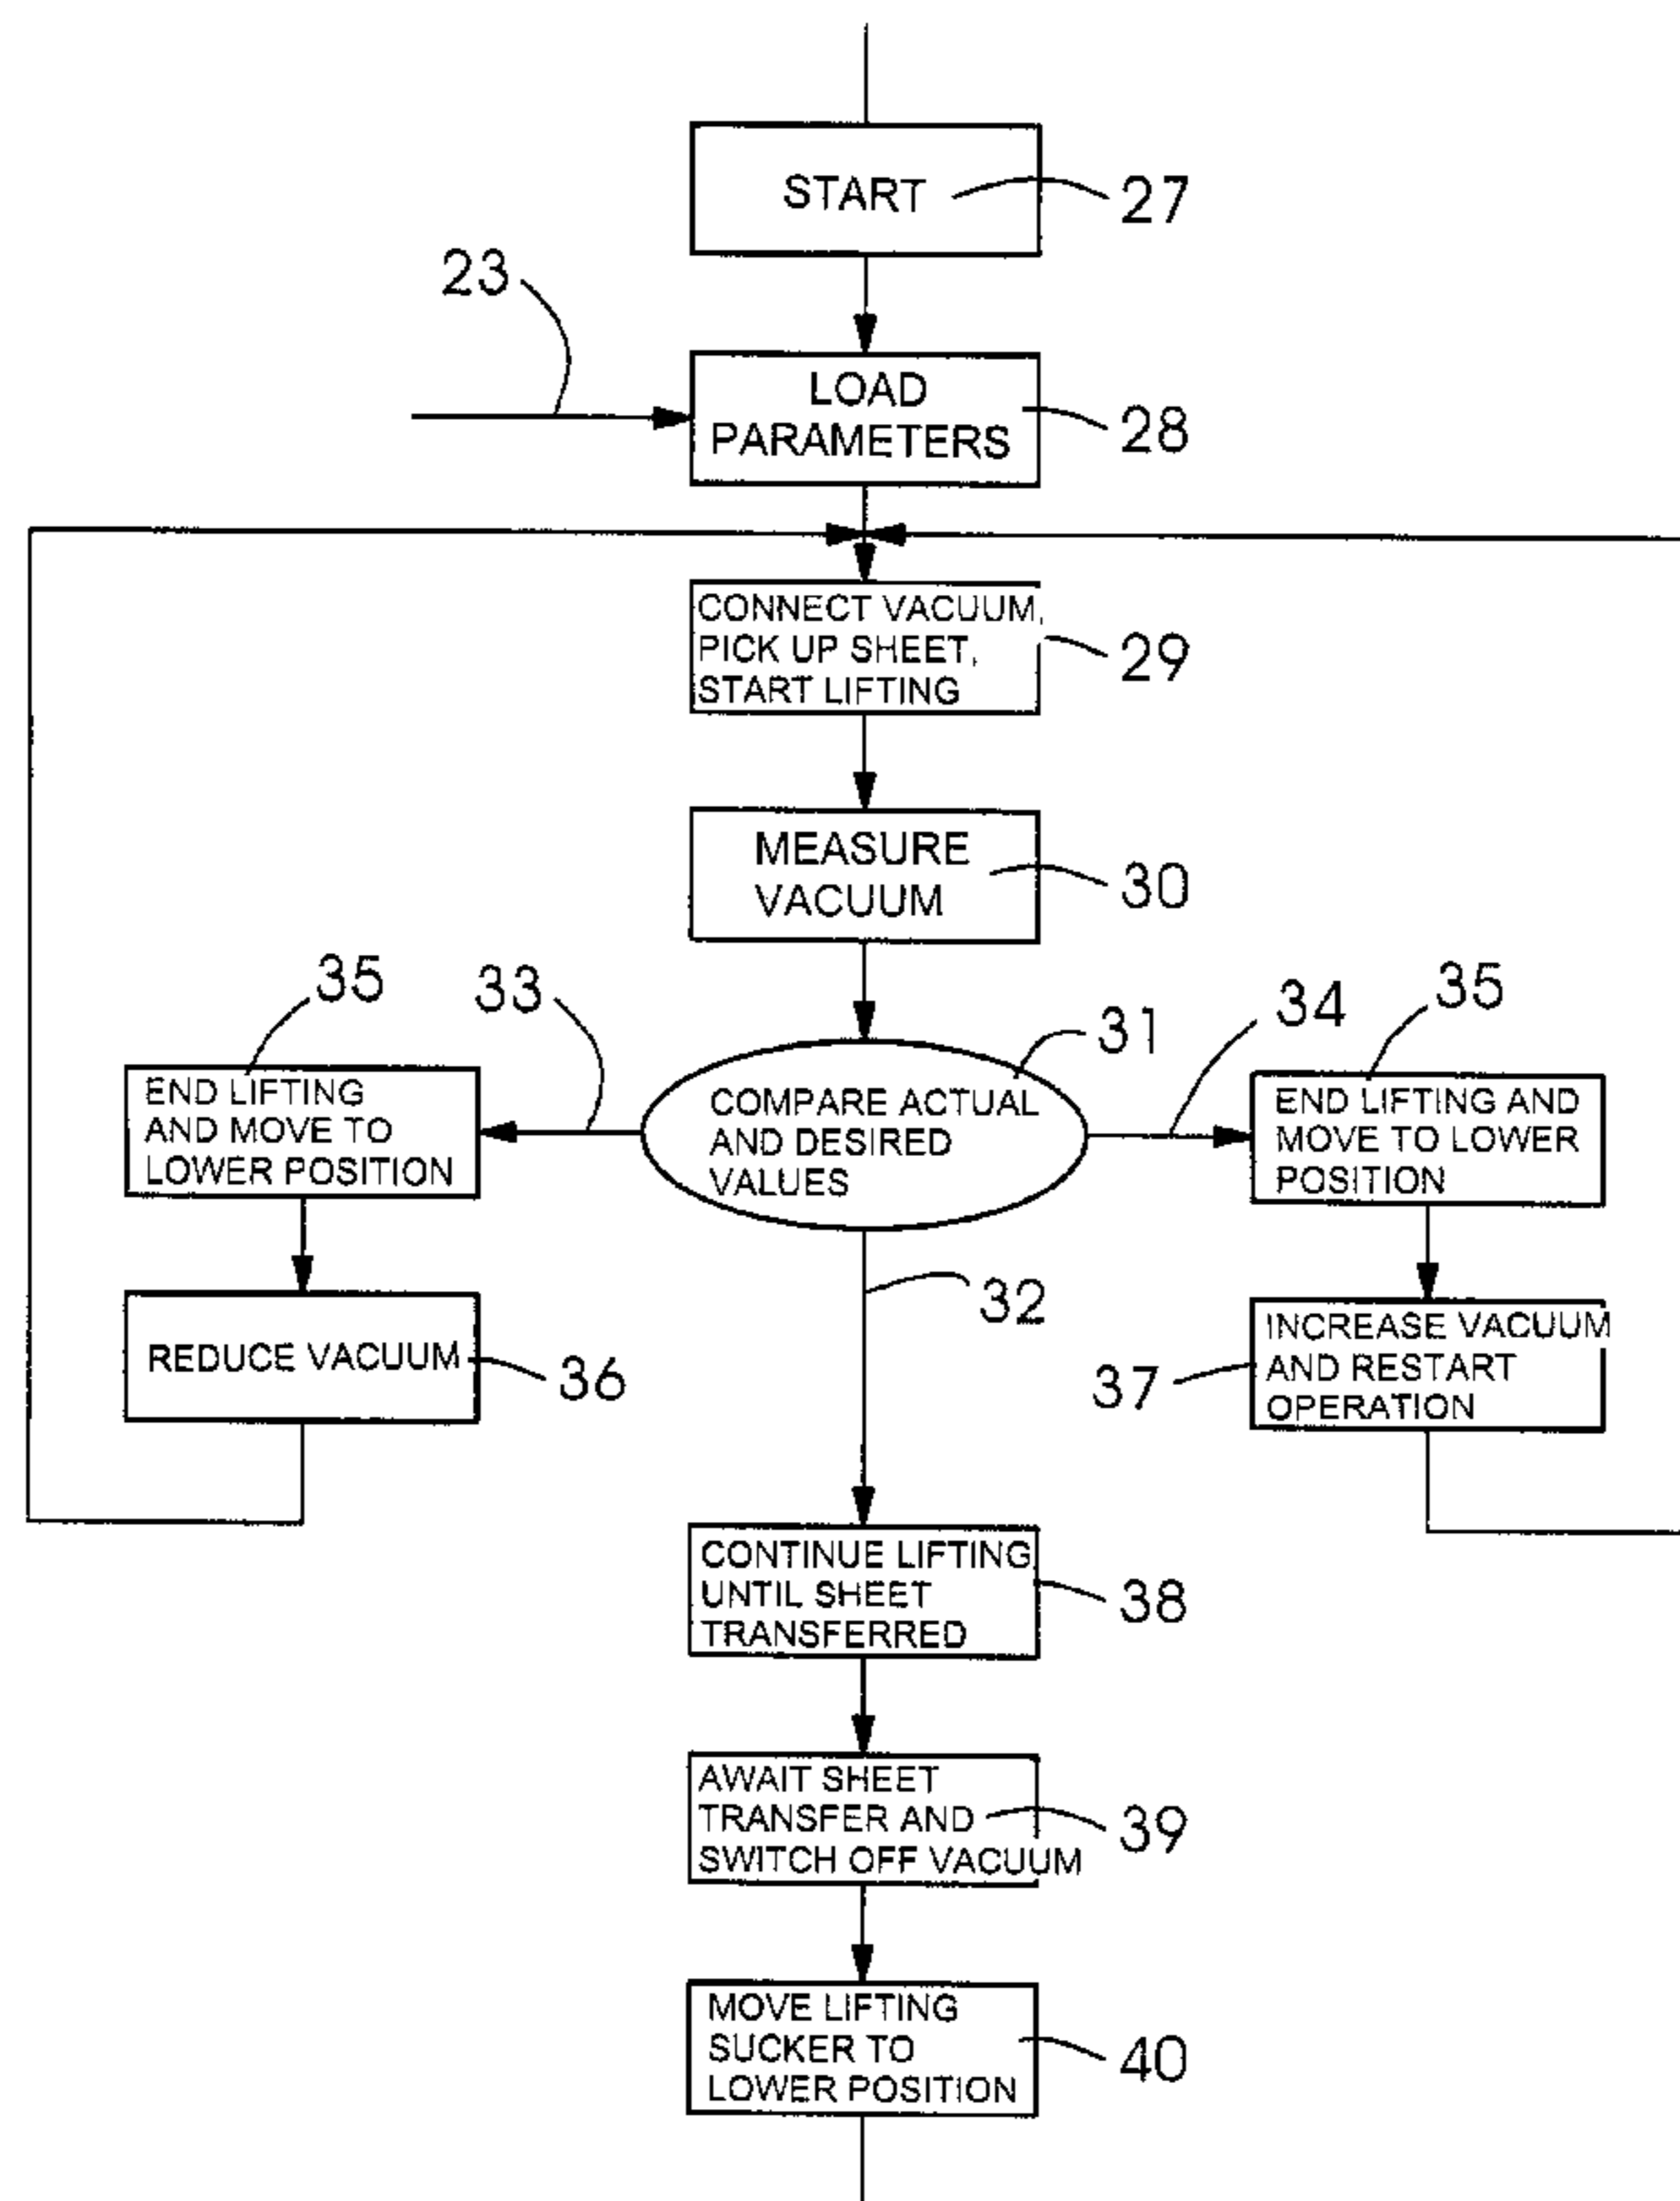 START
27
23
LOAD
PARAMETERS
28
CONNECT VACUUM,
PICK UP SHEET,
START LIFTING
29
MEASURE
VACUUM
30
35
33
31
34
35
END LIFTING
AND MOVE TO
LOWER POSITION
COMPARE ACTUAL
AND DESIRED
VALUES
END LIFTING AND
MOVE TO LOWER
POSITION
32
REDUCE VACUUM
36
37
INCREASE VACUUM
AND RESTART
OPERATION
CONTINUE LIFTING
UNTIL SHEET
TRANSFERRED
38
AWAIT SHEET
TRANSFER AND
SWITCH OFF VACUUM
39
MOVE LIFTING
SUCKER TO
LOWER POSITION
40